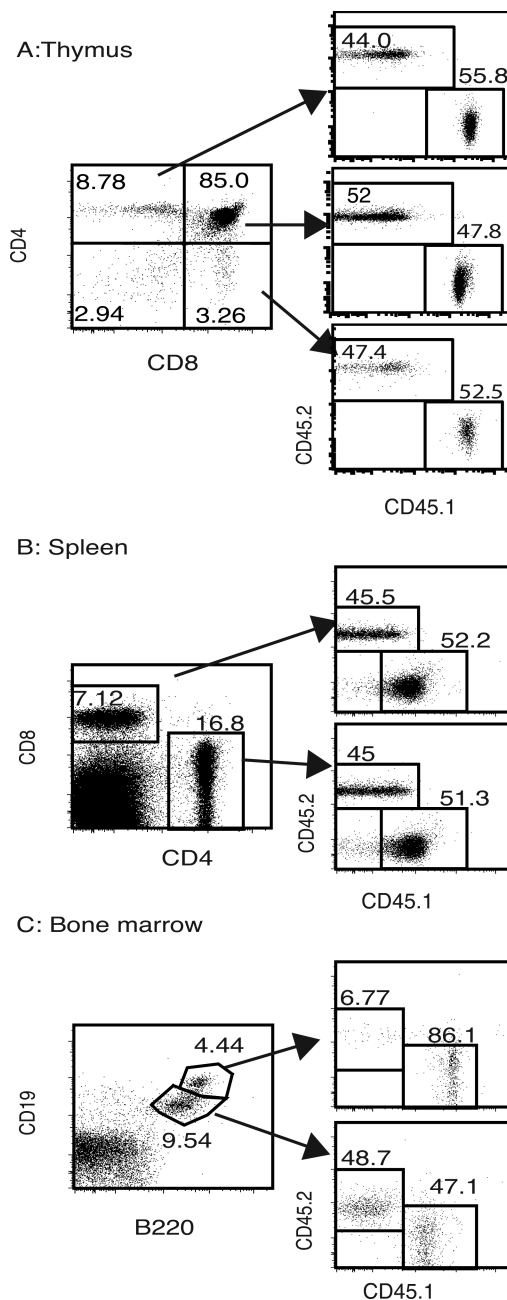 A:Thymus
44.0
55.8
8.78
85.0
52
47.8
CD4
2.94
3.26
47.4
52.5
CD8
CD45.2
CD45.1
B: Spleen
45.5
52.2
7.12
16.8
45
CD8
51.3
CD45.2
CD4
CD45.1
C: Bone marrow
6.77
4.44
86.1
CD19
9.54
48.7
47.1
CD45.2
B220
CD45.1